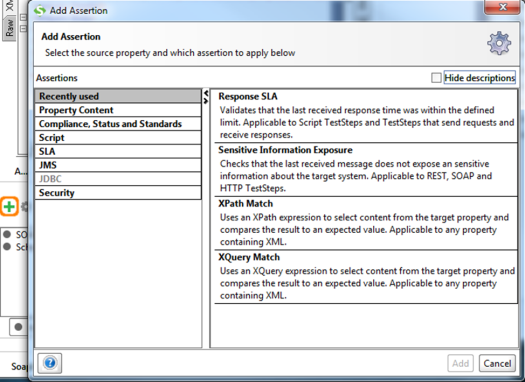 Add Assertion
Add Assertion
Select the source property and which assertion to apply below
Assertions
Hide descriptions
Recently used
Property Content
Compliance, Status and Standards
Script
SLA
JMS
JDBC
Security
Response SLA
Validates that the last received response time was within the defined
limit. Applicable to Script TestSteps and TestSteps that send requests and
receive responses.
Sensitive Information Exposure
Checks that the last received message does not expose an sensitive
information about the target system. Applicable to REST, SOAP and
HTTP TestSteps.
XPath Match
Uses an XPath expression to select content from the target property and
compares the result to an expected value. Applicable to any property
containing XML.
XQuery Match
Uses an XQuery expression to select content from the target property and
compares the result to an expected value. Applicable to any property
containing XML.
Add
Cancel
Raw
XM
A...
SO
Sch
Soa